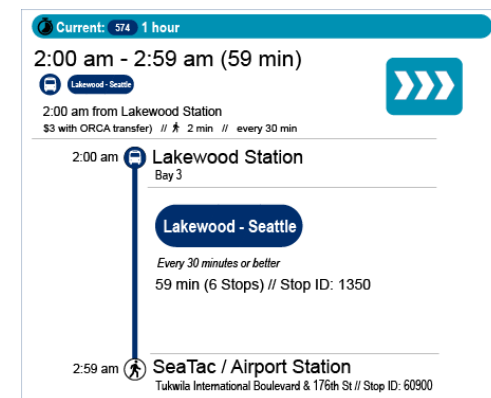 Current: 574 1 hour
2:00 am - 2:59 am (59 min)
Lakewood - Seattle
2:00 am from Lakewood Station
$3 with ORCA transfer) // 2 min // every 30 min
2:00 am Lakewood Station
Bay 3
Lakewood - Seattle
Every 30 minutes or better
59 min (6 Stops) // Stop ID: 1350
2:59 am SeaTac / Airport Station
Tukwila International Boulevard & 176th St // Stop ID: 60900